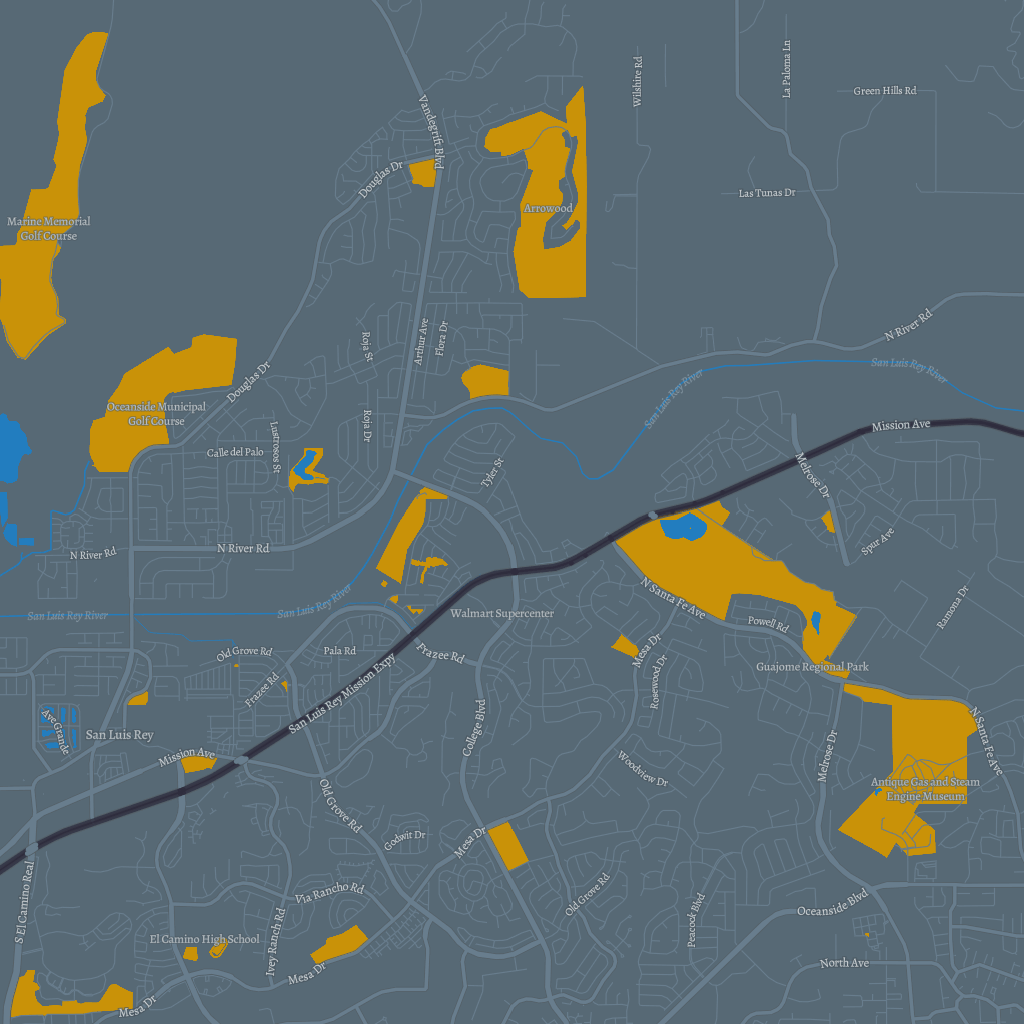 Wilshire Rd
La Paloma Ln
Green Hills Rd
Vandegrift Blvd
Douglas Dr
Las Tunas Dr
Arrowood
Marine Memorial
Golf Course
N River Rd
Arthur Ave
Flora Dr
Roja St
San Luis Rey River
San Luis Rey River
Douglas Dr
Oceanside Municipal
Golf Course
Roja Dr
Lustrosos St
Calle del Palo
Mission Ave
Melrose Dr
Tyler St
Spur Ave
N River Rd
N River Rd
N Santa Fe Ave
San Luis Rey River
San Luis Rey River
Walmart Supercenter
Ramona Dr
Powell Rd
Old Grove Rd
Pala Rd
Frazee Rd
Mesa Dr
Guajome Regional Park
Rosewood Dr
Frazee Rd
San Luis Rey Mission Expy
Ave Grande
San Luis Rey
College Blvd
N Santa Fe Ave
Mission Ave
Melrose Dr
Woodview Dr
Antique Gas and Steam
Engine Museum
Old Grove Rd
Godwit Dr
Mesa Dr
Via Rancho Rd
Old Grove Rd
S El Camino Real
Peacock Blvd
Oceanside Blvd
El Camino High School
Ivey Ranch Rd
Mesa Dr
North Ave
Mesa Dr